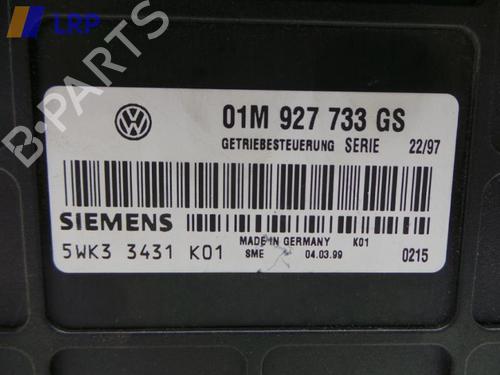 LRP
B-PARTS
01M 927 733 GS
GETRIEBESTEUERUNG SERIE 22/97
SIEMENS
MADE IN GERMANY K01
5WK3 3431 K01 SME 04.03.99 0215